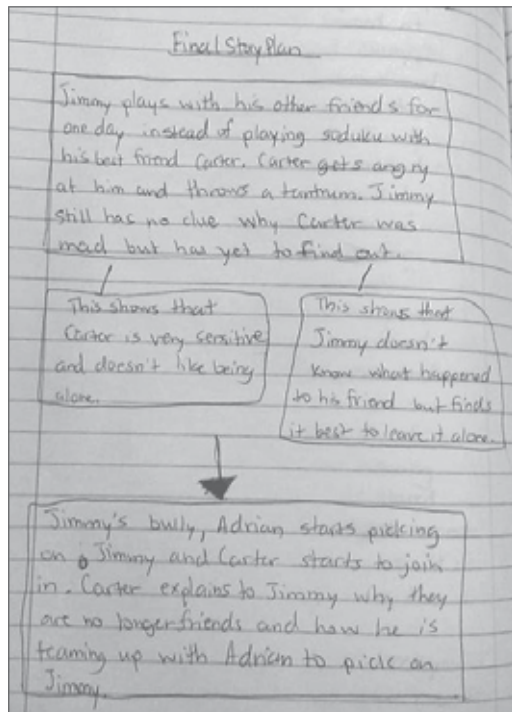 Final Story Plan
Jimmy plays with his other friends for
one day instead of playing soduku with
his best friend Carter. Carter gets angry
at him and throws a tantrum. Jimmy
still has no clue why Carter was
mad but has yet to find out.
This shows that
Carter is very sensitive
and doesn't like being
alone.
This shows that
Jimmy doesn't
know what happened
to his friend but finds
it best to leave it alone.
Jimmy's bully, Adrian starts picking
on Jimmy and Carter starts to join
in. Carter explains to Jimmy why they
are no longer friends and how he is
teaming up with Adrian to pick on
Jimmy.